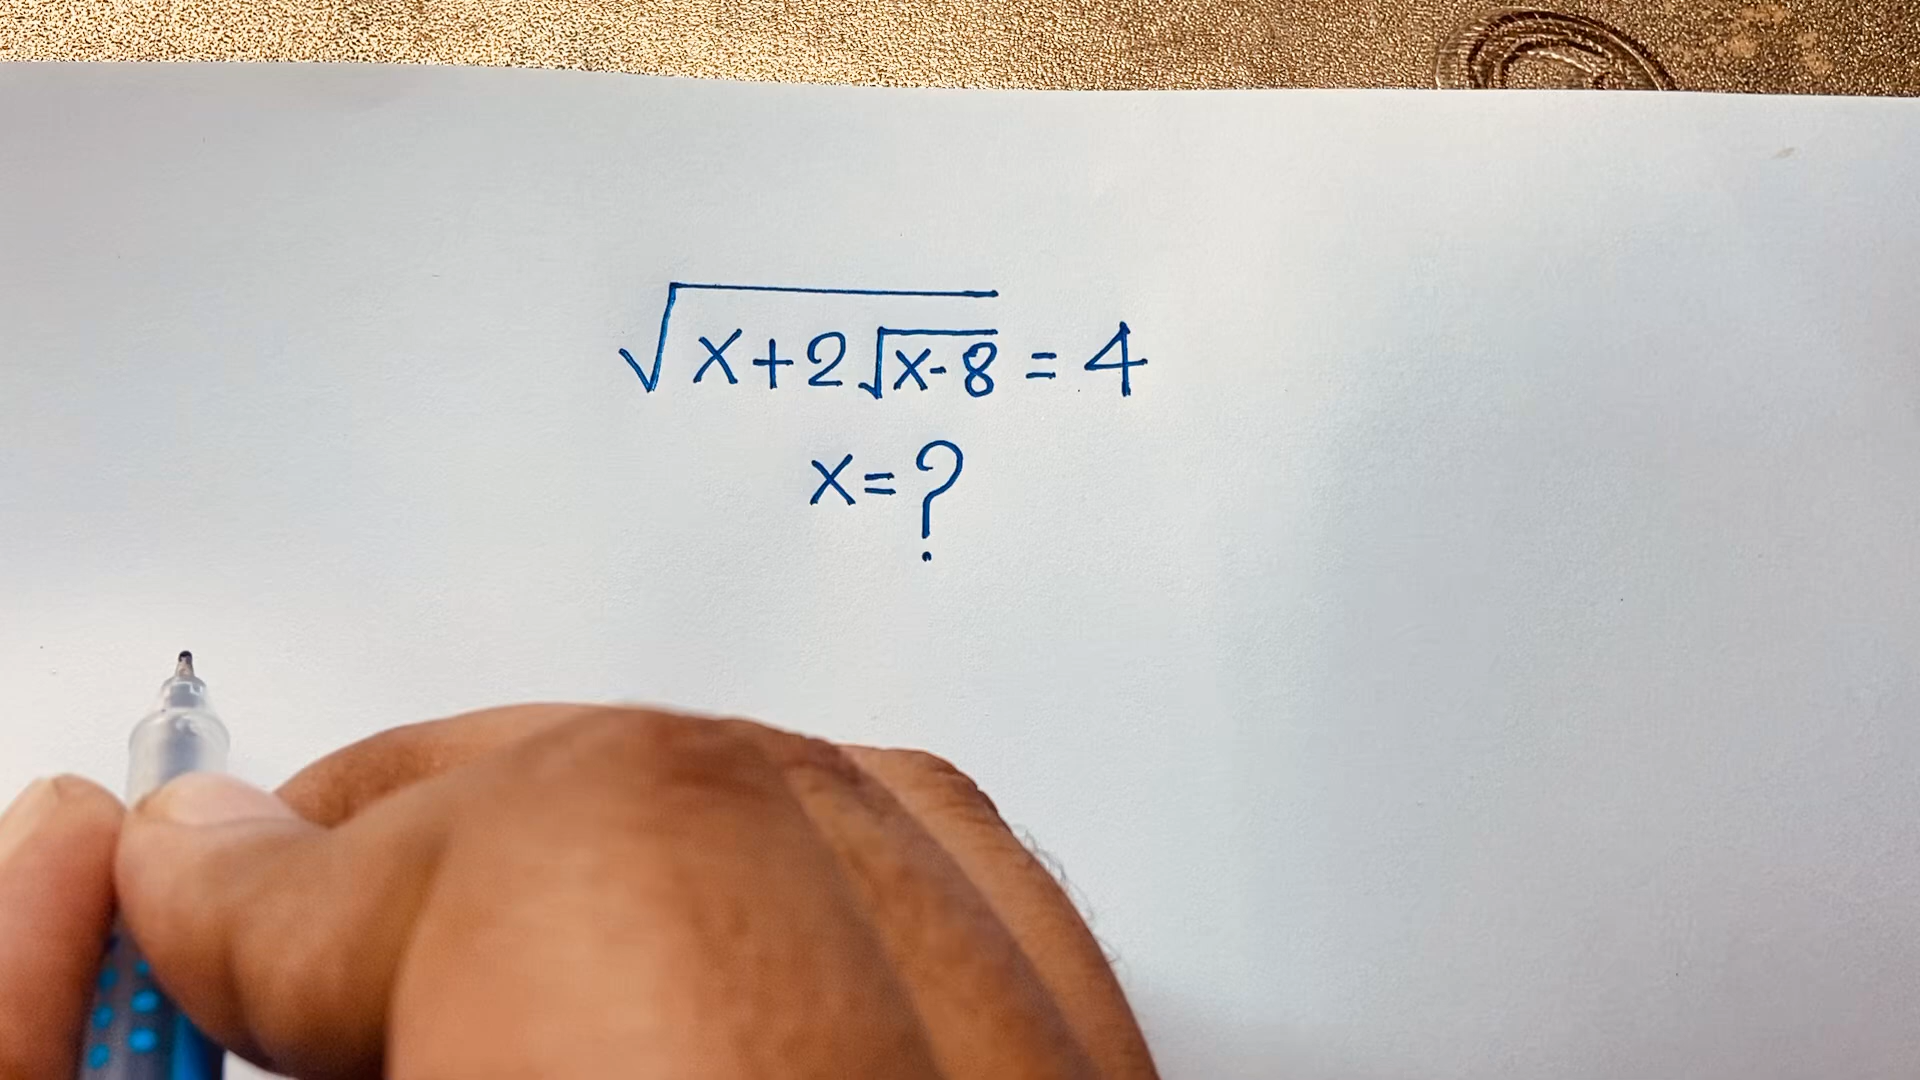 √(x+2√(x-8)) = 4
x=?